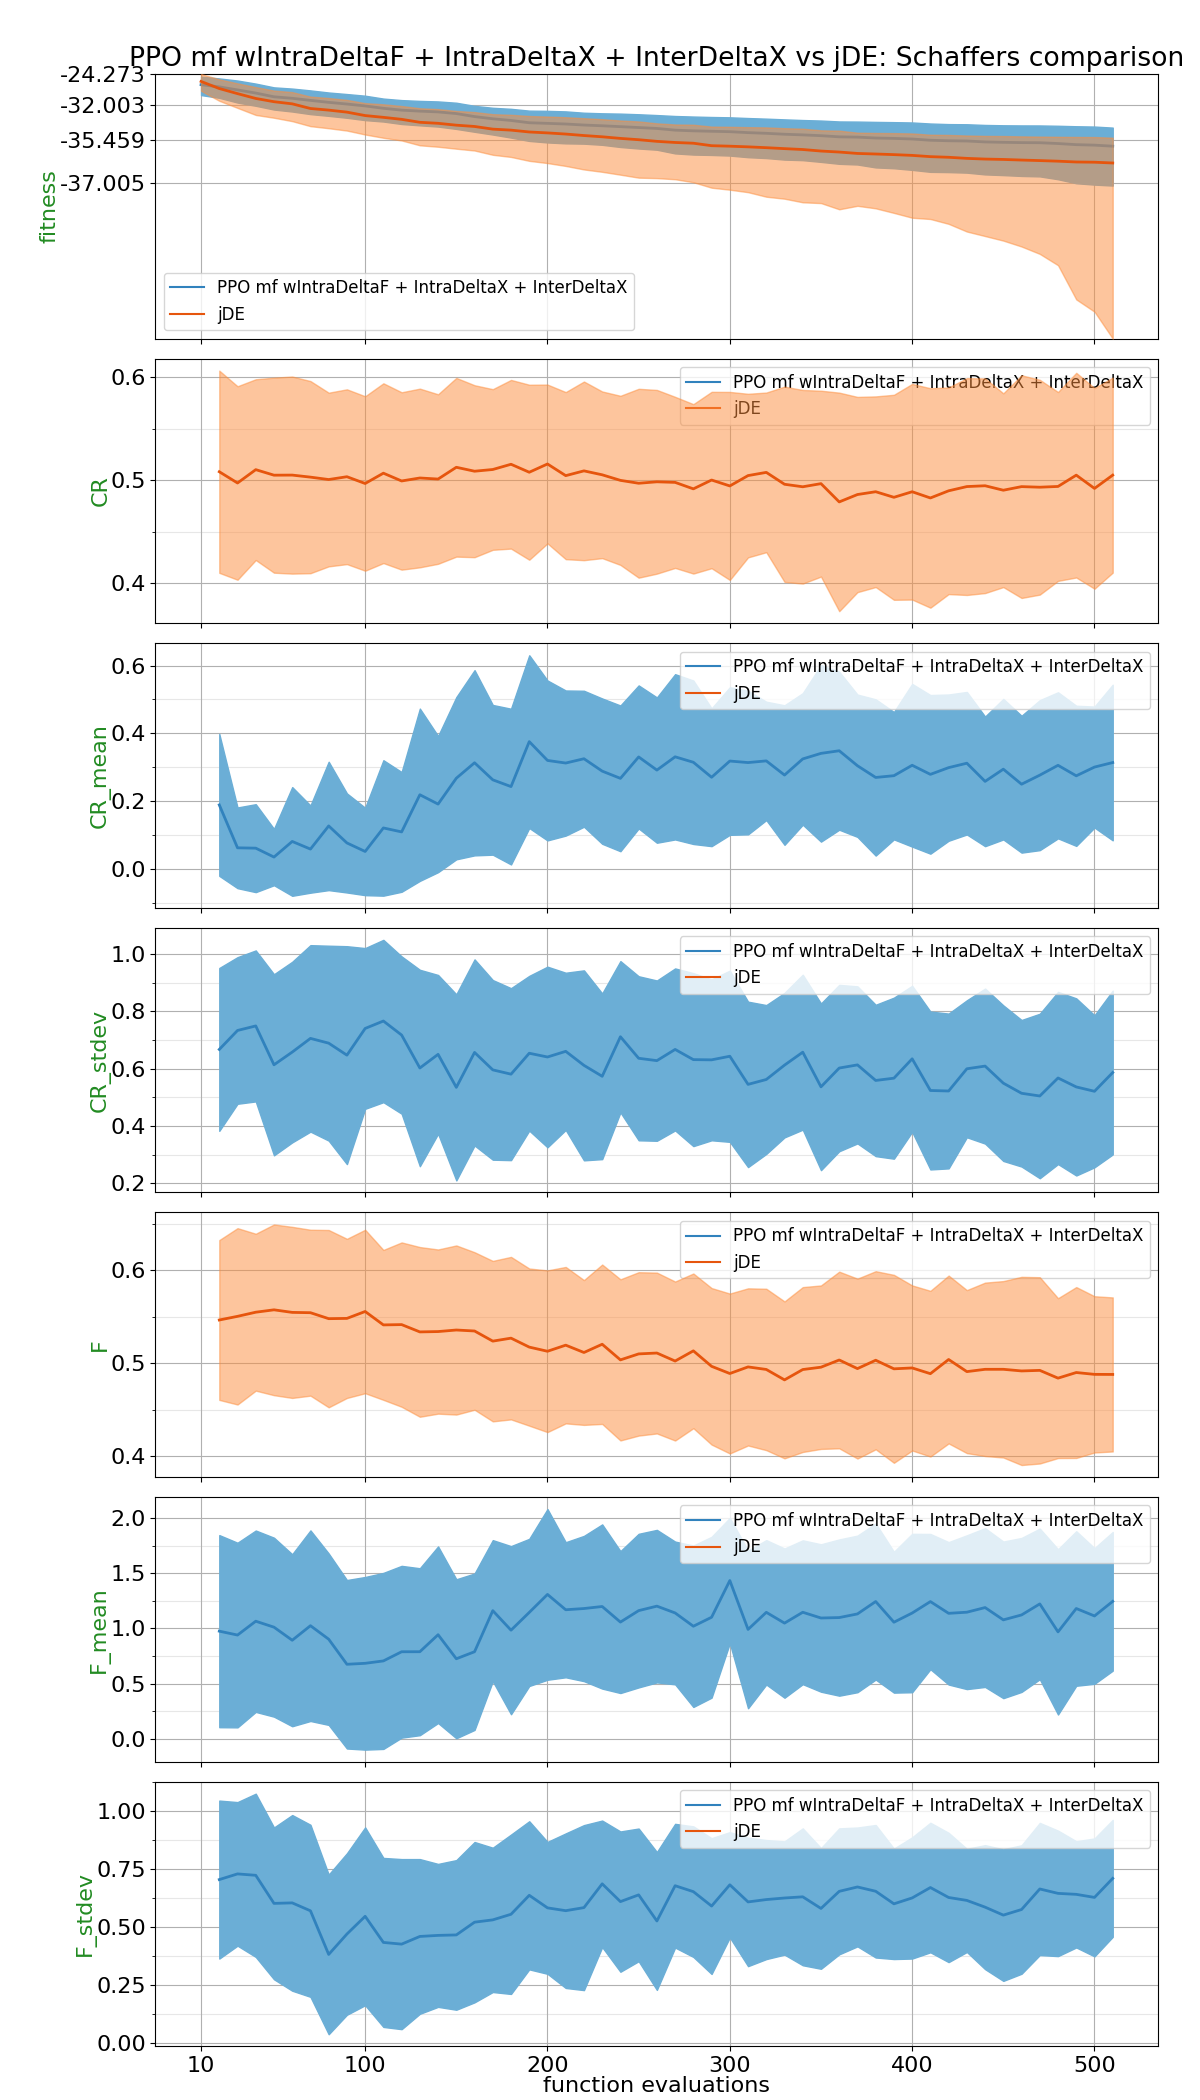 PPO mf wIntraDeltaF + IntraDeltaX + InterDeltaX vs jDE: Schaffers comparison
-24.273
-32.003
-35.459
-37.005
fitness
PPO mf wIntraDeltaF + IntraDeltaX + InterDeltaX
jDE
0.6
0.5
0.4
CR
PPO mf wIntraDeltaF + IntraDeltaX + InterDeltaX
jDE
0.6
0.4
0.2
0.0
CR_mean
PPO mf wIntraDeltaF + IntraDeltaX + InterDeltaX
jDE
1.0
0.8
0.6
0.4
0.2
CR_stdev
PPO mf wIntraDeltaF + IntraDeltaX + InterDeltaX
jDE
0.6
0.5
0.4
F
PPO mf wIntraDeltaF + IntraDeltaX + InterDeltaX
jDE
2.0
1.5
1.0
0.5
0.0
F_mean
PPO mf wIntraDeltaF + IntraDeltaX + InterDeltaX
jDE
1.00
0.75
0.50
0.25
0.00
F_stdev
PPO mf wIntraDeltaF + IntraDeltaX + InterDeltaX
jDE
10 100 200 300 400 500
function evaluations